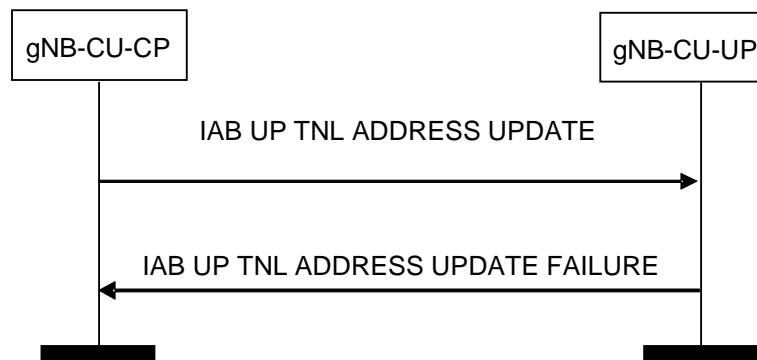 gNB-CU-CP
gNB-CU-UP
IAB UP TNL ADDRESS UPDATE
IAB UP TNL ADDRESS UPDATE FAILURE